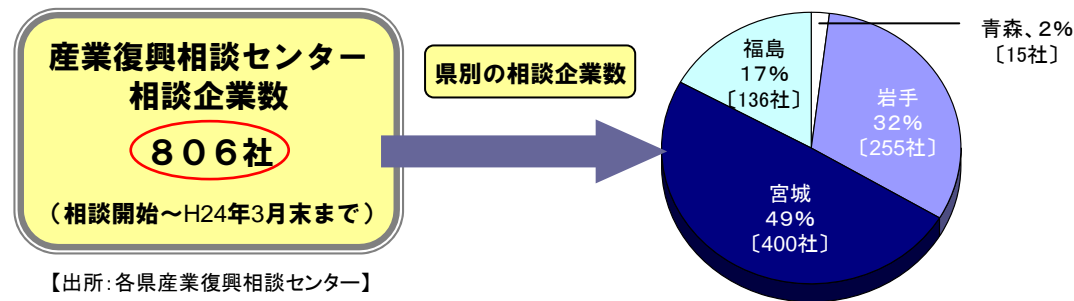 産業復興相談センター
相談企業数
８０６社
（相談開始～H24年3月末まで）
【出所：各県産業復興相談センター】
県別の相談企業数
青森、2%
〔15社〕
岩手
32%
〔255社〕
宮城
49%
〔400社〕
福島
17%
〔136社〕